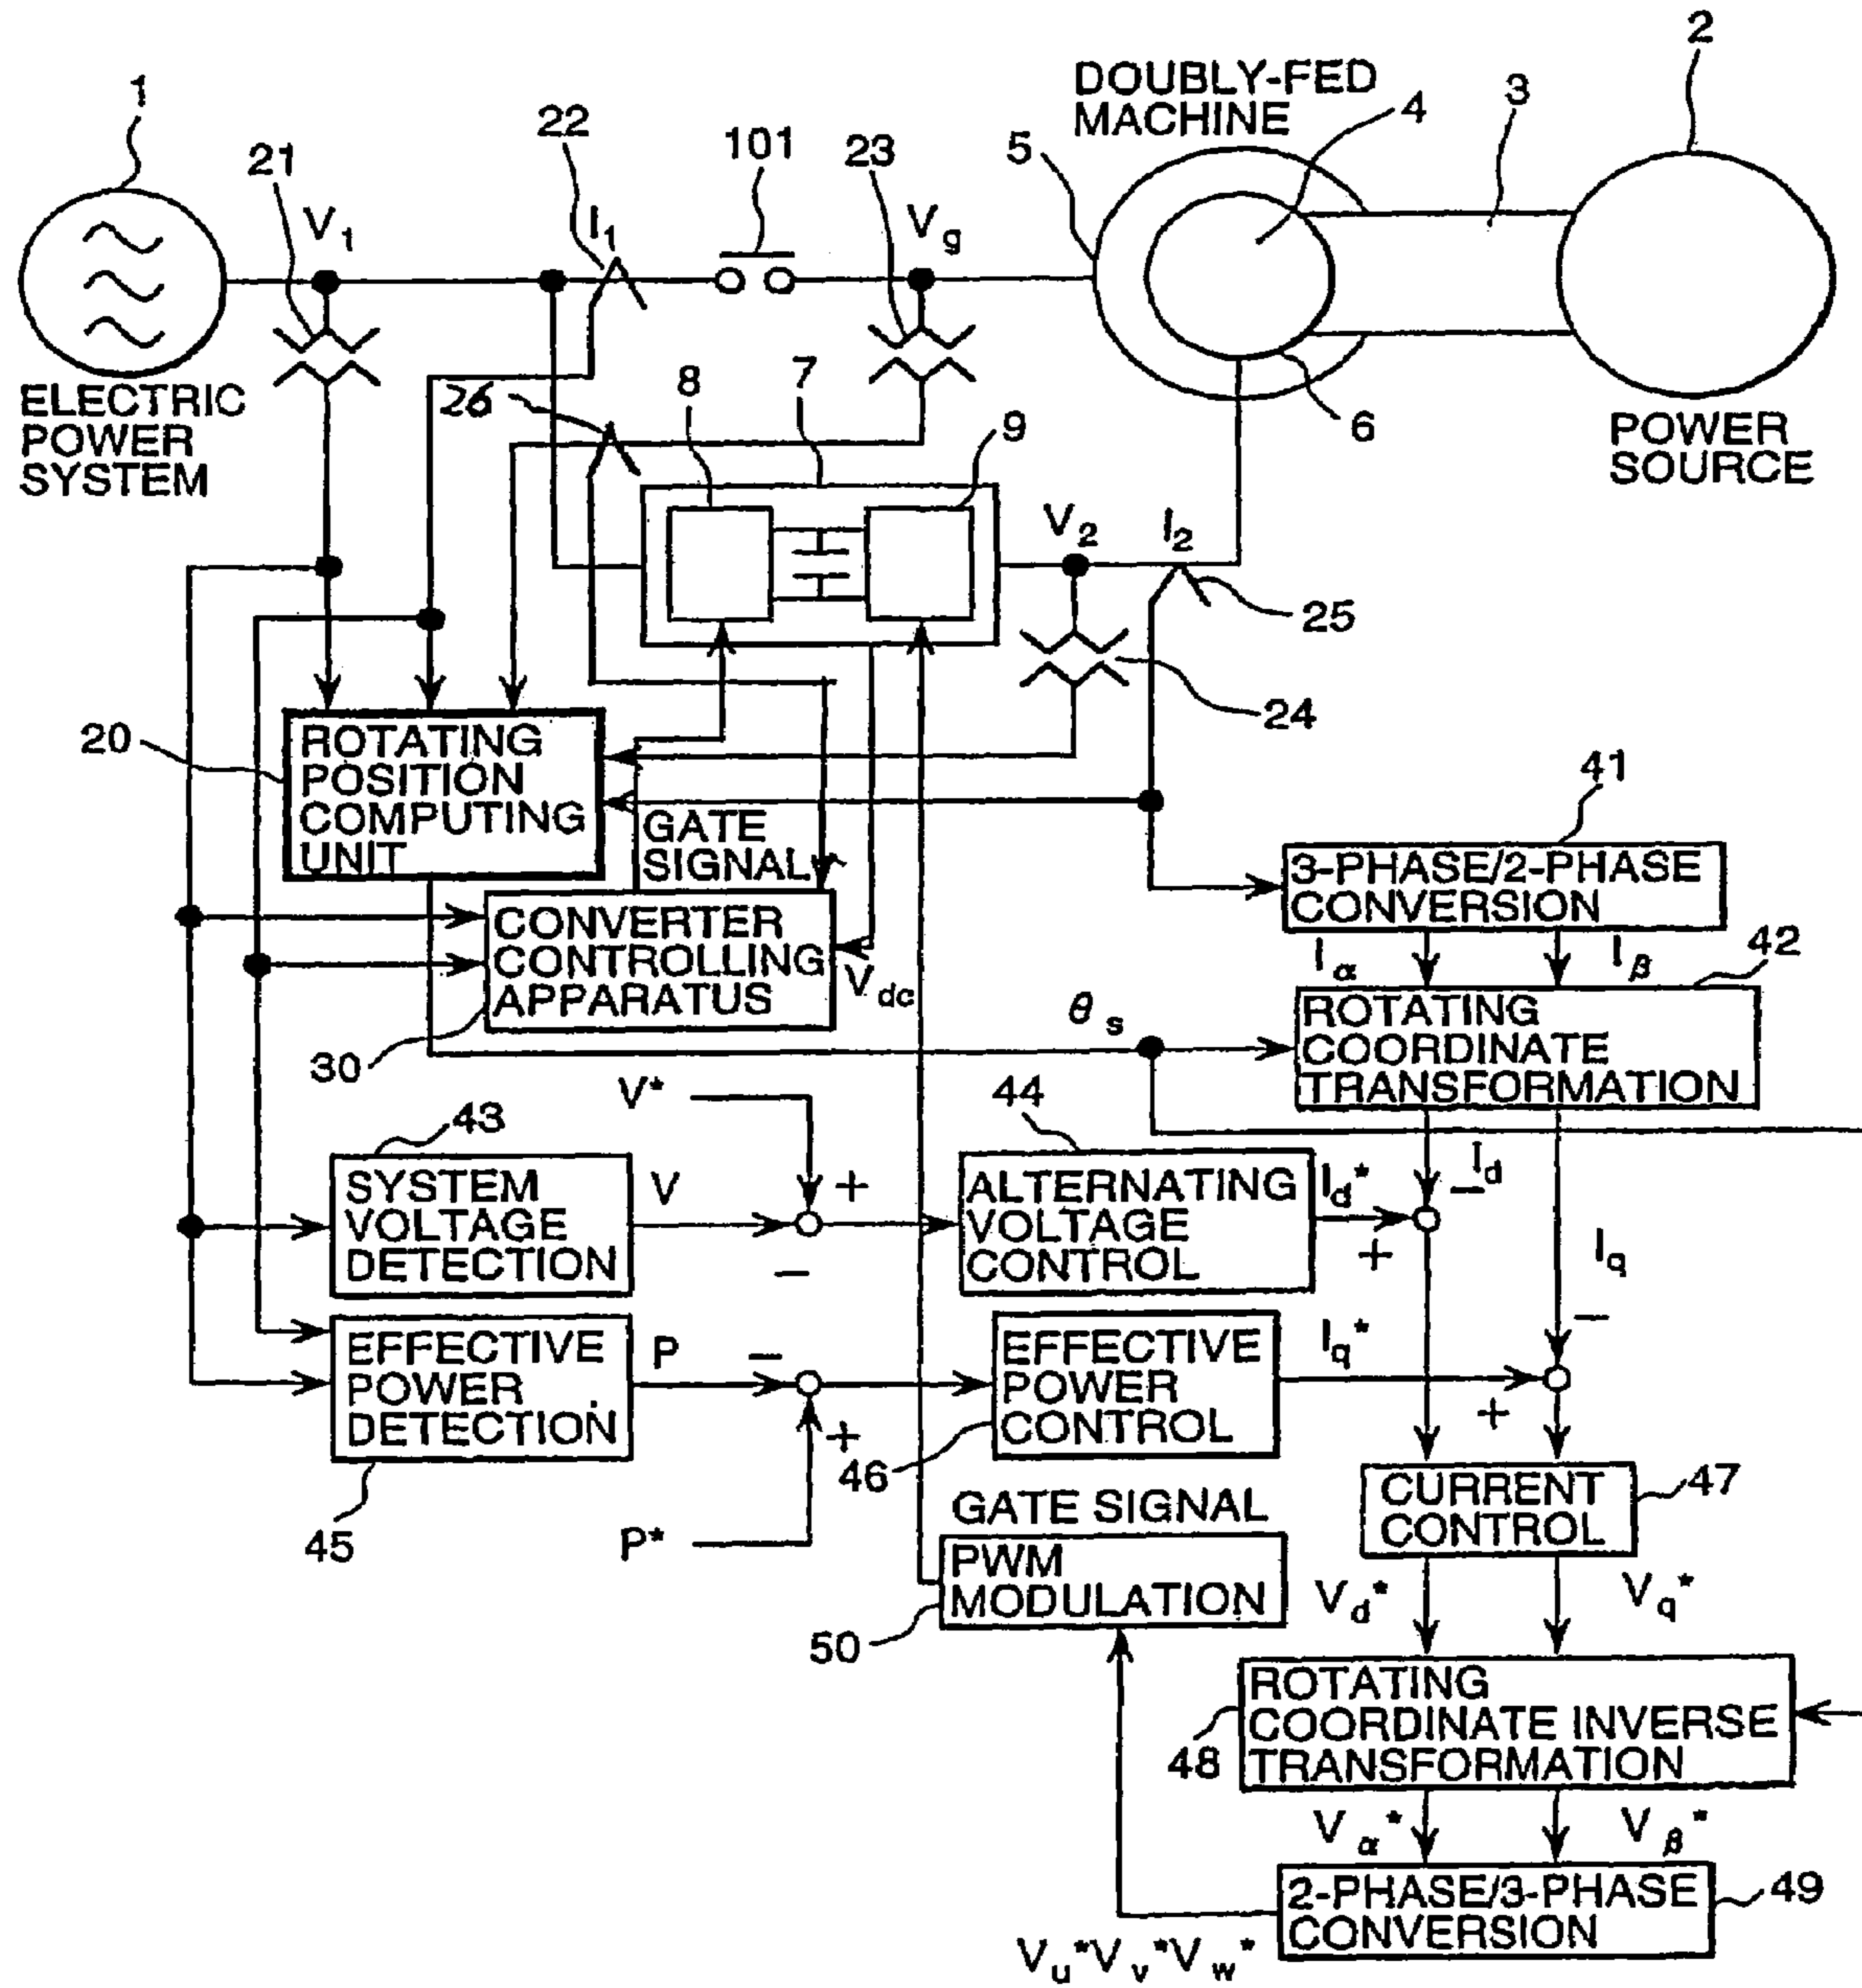 2
DOUBLY-FED
MACHINE
4
3
1
22
101
23
5
21
V1
I1
Vg
ELECTRIC
POWER
SYSTEM
26
8
7
9
6
POWER
SOURCE
V2
I2
25
24
20
ROTATING
POSITION
COMPUTING
UNIT
GATE
SIGNAL
41
3-PHASE/2-PHASE
CONVERSION
CONVERTER
CONTROLLING
APPARATUS
Vdc
Iα
Iβ
42
30
θs
ROTATING
COORDINATE
TRANSFORMATION
V*
44
43
SYSTEM
VOLTAGE
DETECTION
V
+
−
ALTERNATING
VOLTAGE
CONTROL
Id*
−
Id
+
Iq
EFFECTIVE
POWER
DETECTION
P
−
+
EFFECTIVE
POWER
CONTROL
Iq*
−
+
46
45
P*
GATE SIGNAL
CURRENT
CONTROL
47
PWM
MODULATION
50
Vd*
Vq*
ROTATING
COORDINATE INVERSE
TRANSFORMATION
48
Vα*
Vβ*
2-PHASE/3-PHASE
CONVERSION
49
Vu*Vv*Vw*